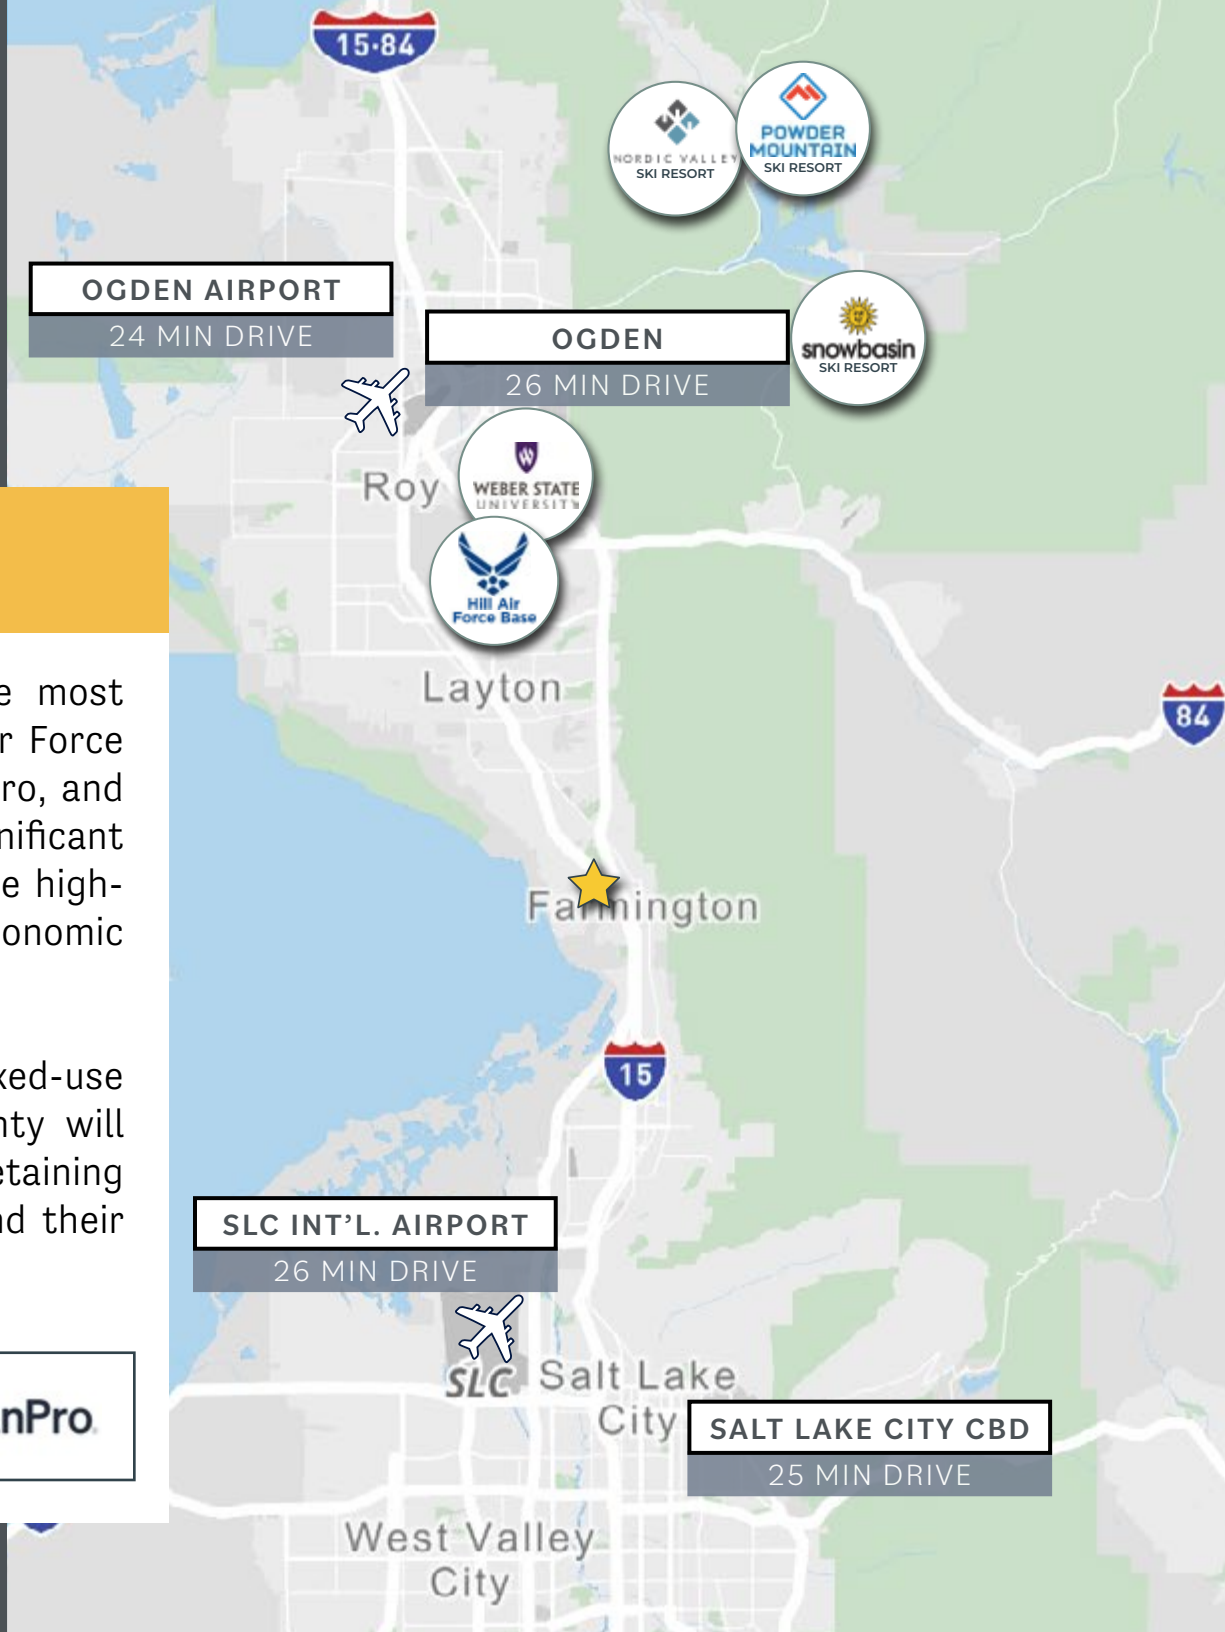 15·84
NORDIC VALLEY
SKI RESORT
POWDER
MOUNTAIN
SKI RESORT
OGDEN AIRPORT
24 MIN DRIVE
OGDEN
26 MIN DRIVE
snowbasin
SKI RESORT
Roy
WEBER STATE
UNIVERSITY
Hill Air
Force Base
Layton
84
e most
r Force
ro, and
nificant
e high-
onomic
Farmington
15
xed-use
nty will
etaining
nd their
SLC INT'L. AIRPORT
26 MIN DRIVE
SLC
Salt Lake
City
nPro
SALT LAKE CITY CBD
25 MIN DRIVE
West Valley
City